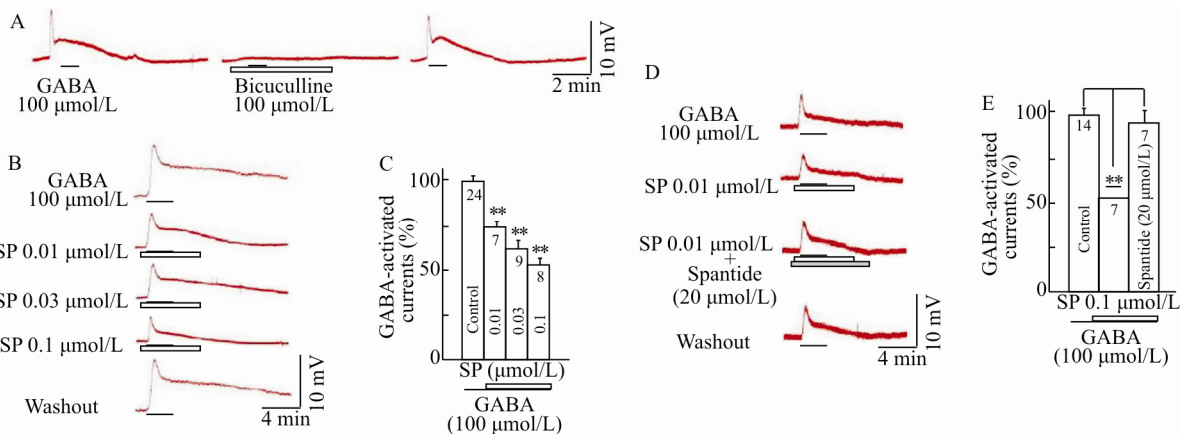 A
GABA
100 μmol/L
Bicuculline
100 μmol/L
2 min
10 mV
B
GABA
100 μmol/L
SP 0.01 μmol/L
SP 0.03 μmol/L
SP 0.1 μmol/L
Washout
4 min
10 mV
C
GABA-activated
currents (%)
100
50
0
24
Control
**
7
0.01
**
9
0.03
**
8
0.1
SP (μmol/L)
GABA
(100 μmol/L)
D
GABA
100 μmol/L
SP 0.01 μmol/L
SP 0.01 μmol/L
+
Spantide
(20 μmol/L)
Washout
4 min
10 mV
E
GABA-activated
currents (%)
100
50
0
14
Control
**
7
7
Spantide (20 μmol/L)
SP 0.1 μmol/L
GABA
(100 μmol/L)